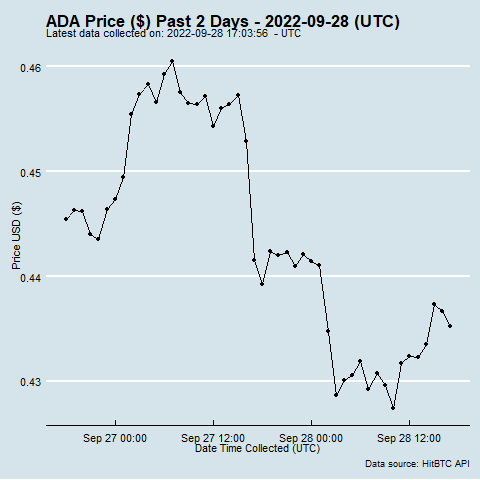 ADA Price ($) Past 2 Days - 2022-09-28 (UTC)
Latest data collected on: 2022-09-28 17:03:56 - UTC
0.46
0.45
0.44
0.43
Price USD ($)
Sep 27 00:00
Sep 27 12:00
Sep 28 00:00
Sep 28 12:00
Date Time Collected (UTC)
Data source: HitBTC API